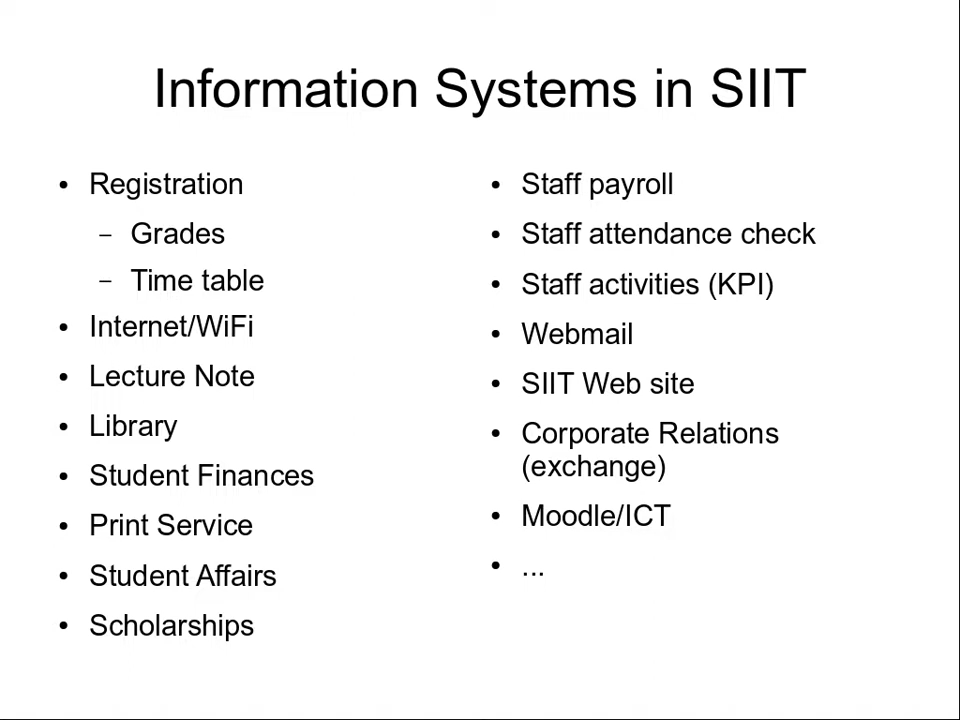 Information Systems in SIIT
• Registration
– Grades
– Time table
• Internet/WiFi
• Lecture Note
• Library
• Student Finances
• Print Service
• Student Affairs
• Scholarships
• Staff payroll
• Staff attendance check
• Staff activities (KPI)
• Webmail
• SIIT Web site
• Corporate Relations
(exchange)
• Moodle/ICT
• ...